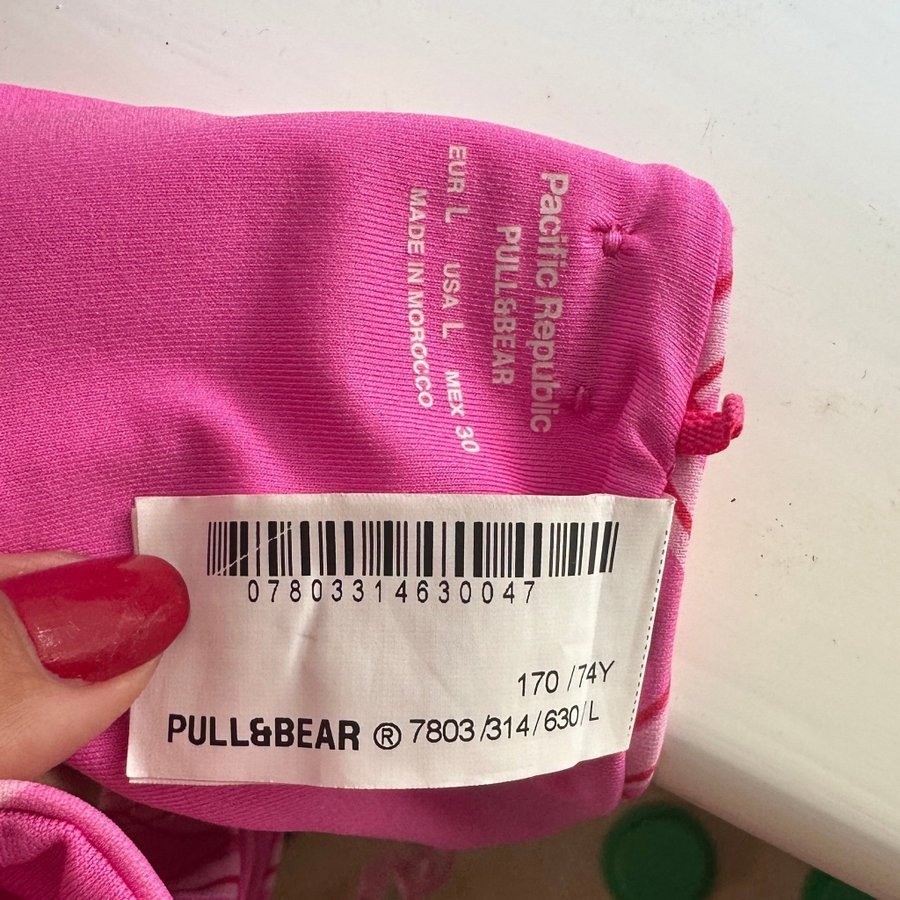 Pacific Republic
PULL&BEAR
EUR L USA L MEX 30
MADE IN MOROCCO
07803314630047
170 /74Y
PULL&BEAR ® 7803/314/630/L